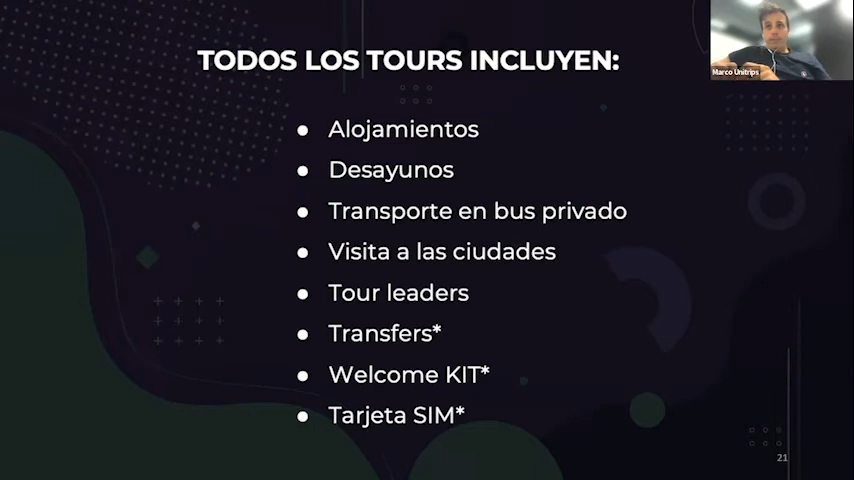 TODOS LOS TOURS INCLUYEN:
Marco Unitrips
● Alojamientos
● Desayunos
● Transporte en bus privado
● Visita a las ciudades
● Tour leaders
● Transfers*
● Welcome KIT*
● Tarjeta SIM*
21